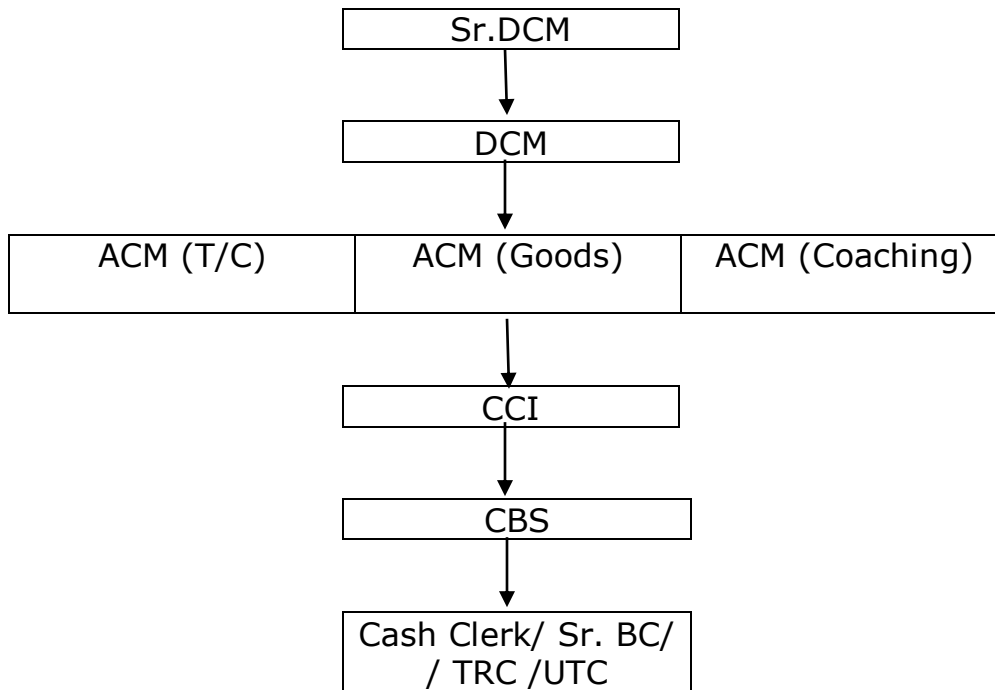 Sr.DCM
DCM
ACM (T/C) ACM (Goods) ACM (Coaching)
CCI
CBS
Cash Clerk/ Sr. BC/
/ TRC /UTC